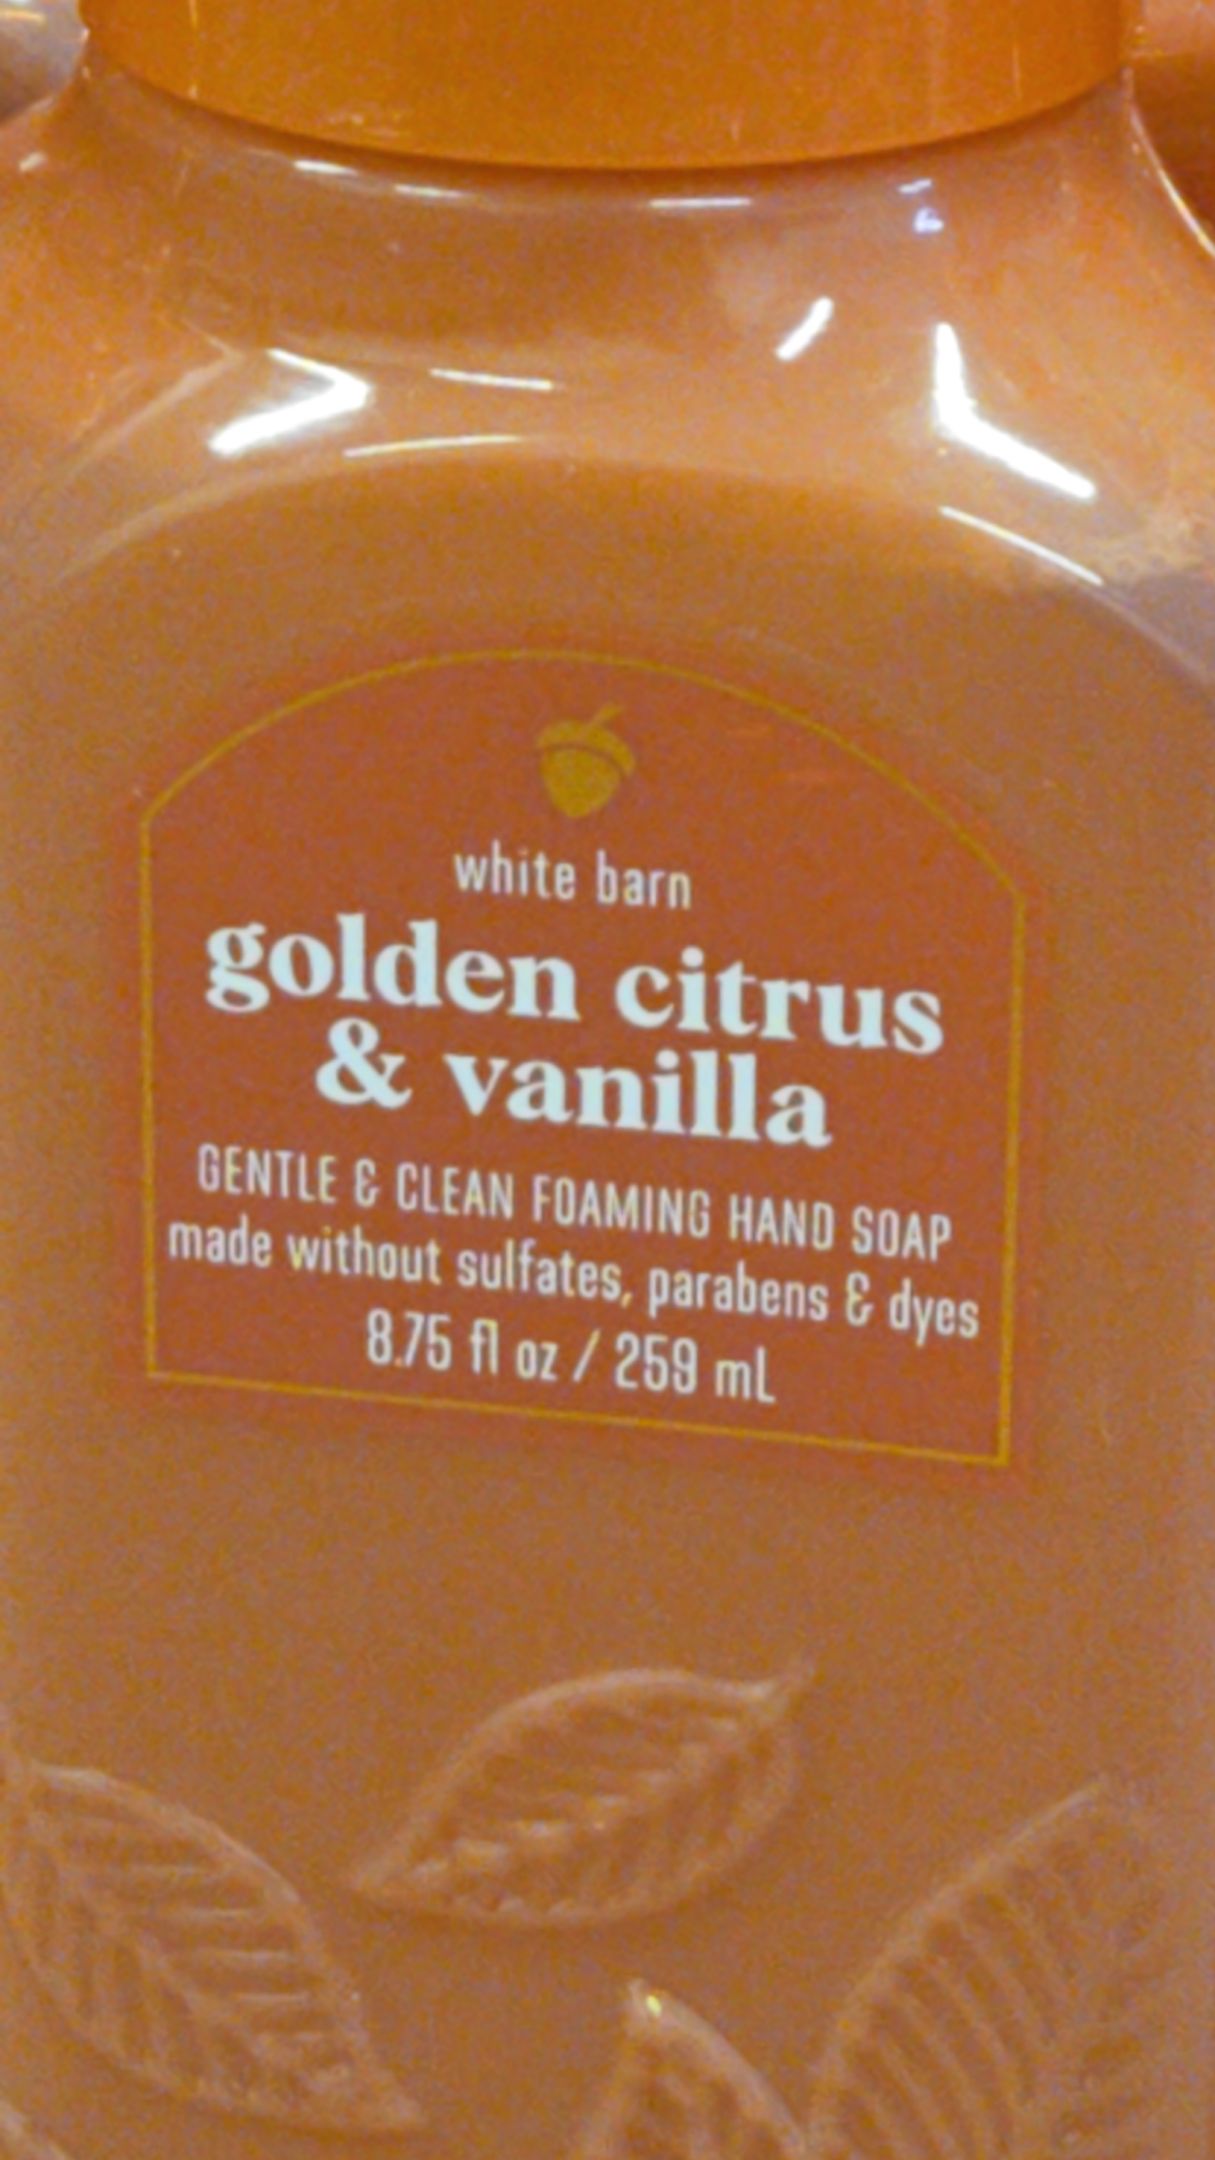 white barn
golden citrus
& vanilla
GENTLE & CLEAN FOAMING HAND SOAP
made without sulfates, parabens & dyes
8.75 fl oz / 259 mL